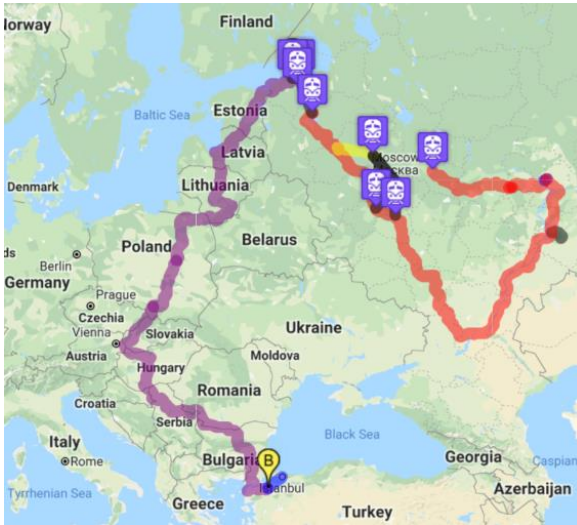 Norway
Finland
Baltic Sea
Estonia
Moscow
МОСКВА
Latvia
Denmark
Lithuania
Belarus
Poland
Berlin
Germany
Prague
Czechia
Ukraine
Vienna
Slovakia
Austria
Moldova
Hungary
Croatia
Romania
Serbia
Italy
Rome
B
Black Sea
Bulgaria
Istanbul
Georgia
Caspian
Tyrrhenian Sea
Greece
Turkey
Azerbaijan